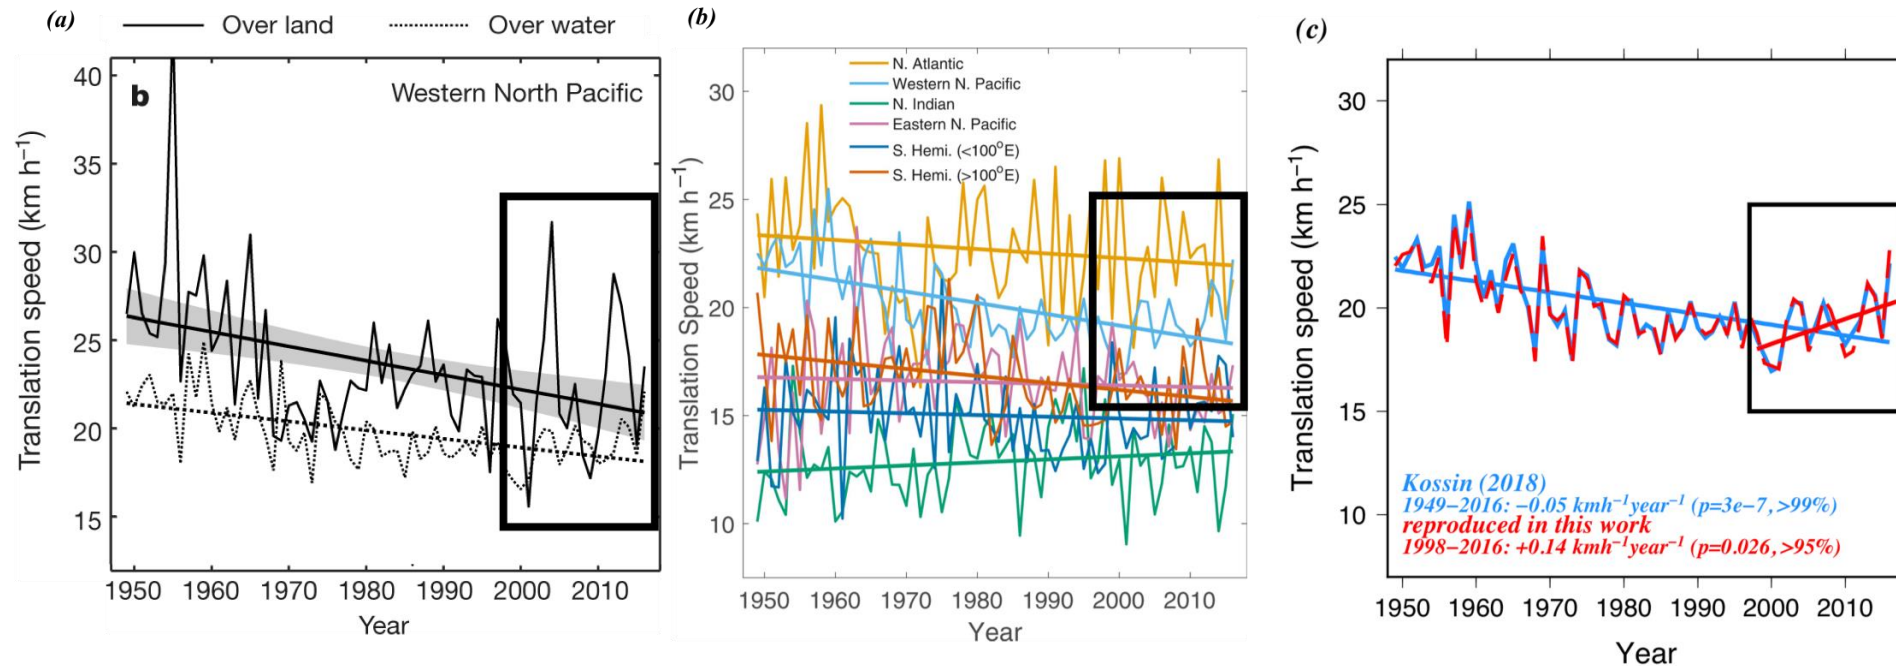 (a)
Over land
Over water
b
Western North Pacific
Translation speed (km h⁻¹)
40
35
30
25
20
15
1950 1960 1970 1980 1990 2000 2010
Year
(b)
N. Atlantic
Western N. Pacific
N. Indian
Eastern N. Pacific
S. Hemi. (<100°E)
S. Hemi. (>100°E)
Translation Speed (km h⁻¹)
30
25
20
15
10
1950 1960 1970 1980 1990 2000 2010
Year
(c)
Translation speed (km h⁻¹)
30
25
20
15
10
Kossin (2018)
1949–2016: –0.05 kmh⁻¹year⁻¹ (p=3e-7, >99%)
reproduced in this work
1998–2016: +0.14 kmh⁻¹year⁻¹ (p=0.026, >95%)
1950 1960 1970 1980 1990 2000 2010
Year